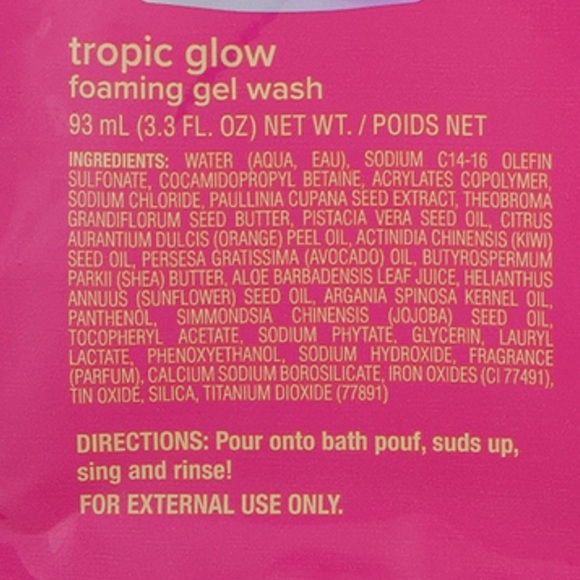 tropic glow
foaming gel wash
93 mL (3.3 FL. OZ) NET WT. / POIDS NET
INGREDIENTS: WATER (AQUA, EAU), SODIUM C14-16 OLEFIN
SULFONATE, COCAMIDOPROPYL BETAINE, ACRYLATES COPOLYMER,
SODIUM CHLORIDE, PAULLINIA CUPANA SEED EXTRACT, THEOBROMA
GRANDIFLORUM SEED BUTTER, PISTACIA VERA SEED OIL, CITRUS
AURANTIUM DULCIS (ORANGE) PEEL OIL, ACTINIDIA CHINENSIS (KIWI)
SEED OIL, PERSESA GRATISSIMA (AVOCADO) OIL, BUTYROSPERMUM
PARKII (SHEA) BUTTER, ALOE BARBADENSIS LEAF JUICE, HELIANTHUS
ANNUUS (SUNFLOWER) SEED OIL, ARGANIA SPINOSA KERNEL OIL,
PANTHENOL, SIMMONDSIA CHINENSIS (JOJOBA) SEED OIL,
TOCOPHERYL ACETATE, SODIUM PHYTATE, GLYCERIN, LAURYL
LACTATE, PHENOXYETHANOL, SODIUM HYDROXIDE, FRAGRANCE
(PARFUM), CALCIUM SODIUM BOROSILICATE, IRON OXIDES (CI 77491),
TIN OXIDE, SILICA, TITANIUM DIOXIDE (77891)
DIRECTIONS: Pour onto bath pouf, suds up,
sing and rinse!
FOR EXTERNAL USE ONLY.